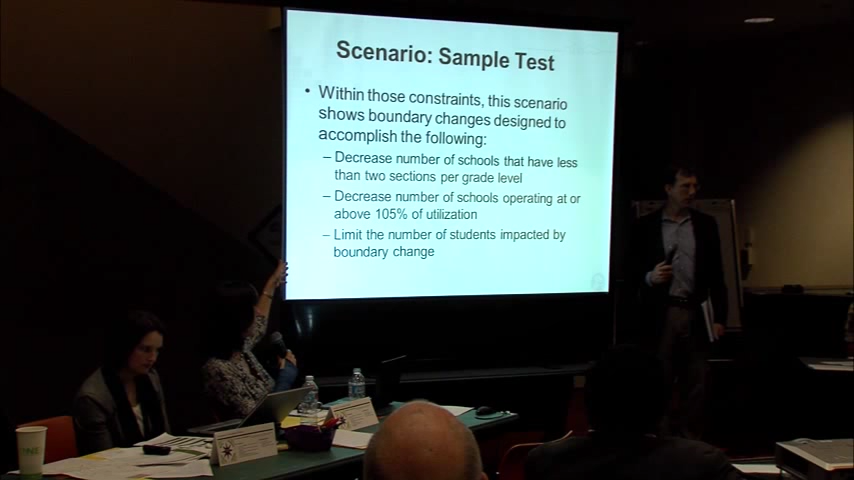 Scenario: Sample Test
• Within those constraints, this scenario
shows boundary changes designed to
accomplish the following:
– Decrease number of schools that have less
than two sections per grade level
– Decrease number of schools operating at or
above 105% of utilization
– Limit the number of students impacted by
boundary change